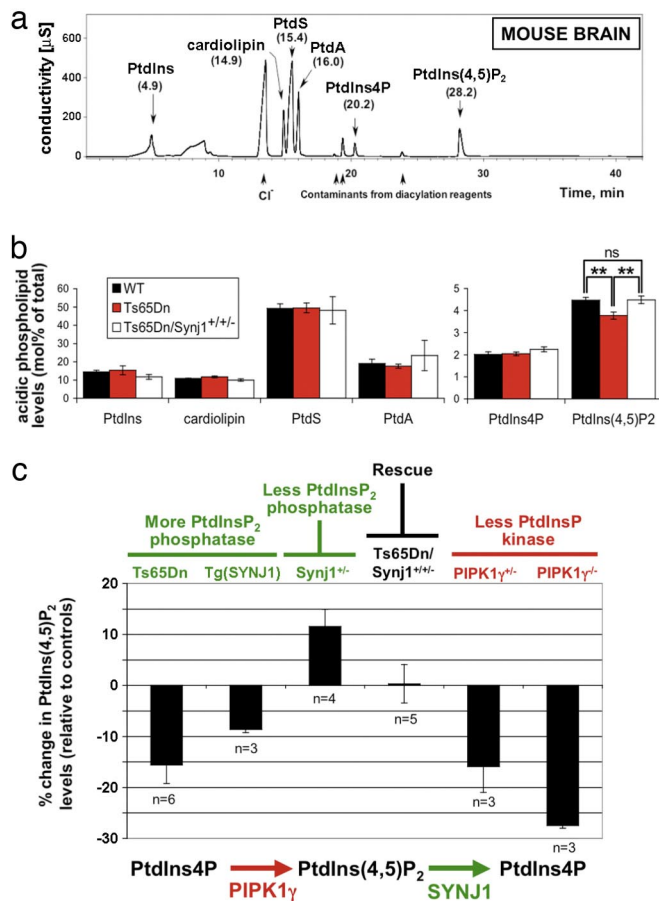 a
MOUSE BRAIN
conductivity [µS]
600
400
200
0
PtdIns
(4.9)
cardiolipin
(14.9)
PtdS
(15.4)
PtdA
(16.0)
PtdIns4P
(20.2)
PtdIns(4,5)P2
(28.2)
10
20
30
40
Time, min
Cl-
Contaminants from diacylation reagents
b
acidic phospholipid
levels (mol% of total)
WT
Ts65Dn
Ts65Dn/Synj1+/+/-
60
50
40
30
20
10
0
PtdIns
cardiolipin
PtdS
PtdA
5
4
3
2
1
0
ns
** **
PtdIns4P
PtdIns(4,5)P2
c
Rescue
Less PtdInsP2
phosphatase
More PtdInsP2
phosphatase
Less PtdInsP
kinase
Ts65Dn
Tg(SYNJ1)
Synj1+/-
Ts65Dn/
Synj1+/+/-
PIPK1γ+/-
PIPK1γ-/-
% change in PtdIns(4,5)P2
levels (relative to controls)
20
10
0
-10
-20
-30
n=6
n=3
n=4
n=5
n=3
n=3
PtdIns4P
PIPK1γ
PtdIns(4,5)P2
SYNJ1
PtdIns4P